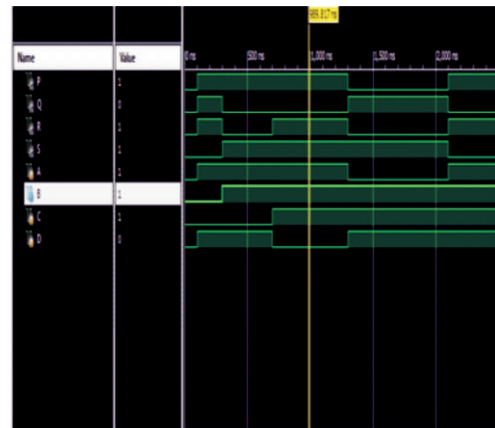 989.817 ns
Name Value 0 ns 500 ns 1,000 ns 1,500 ns 2,000 ns
P 1
Q 0
R 1
S 1
A 1
B 1
C 1
D 0